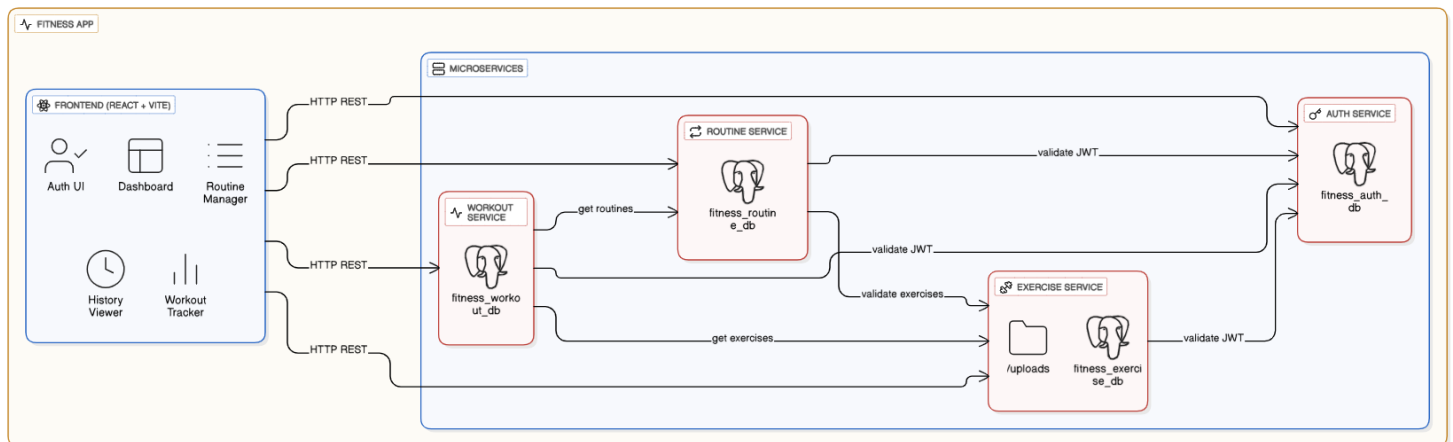 FITNESS APP
MICROSERVICES
FRONTEND (REACT + VITE)
Auth UI
Dashboard
Routine
Manager
History
Viewer
Workout
Tracker
HTTP REST
HTTP REST
HTTP REST
HTTP REST
WORKOUT
SERVICE
fitness_worko
ut_db
get routines
ROUTINE SERVICE
fitness_routin
e_db
validate JWT
validate JWT
validate exercises
get exercises
EXERCISE SERVICE
/uploads
fitness_exerci
se_db
validate JWT
AUTH SERVICE
fitness_auth_
db